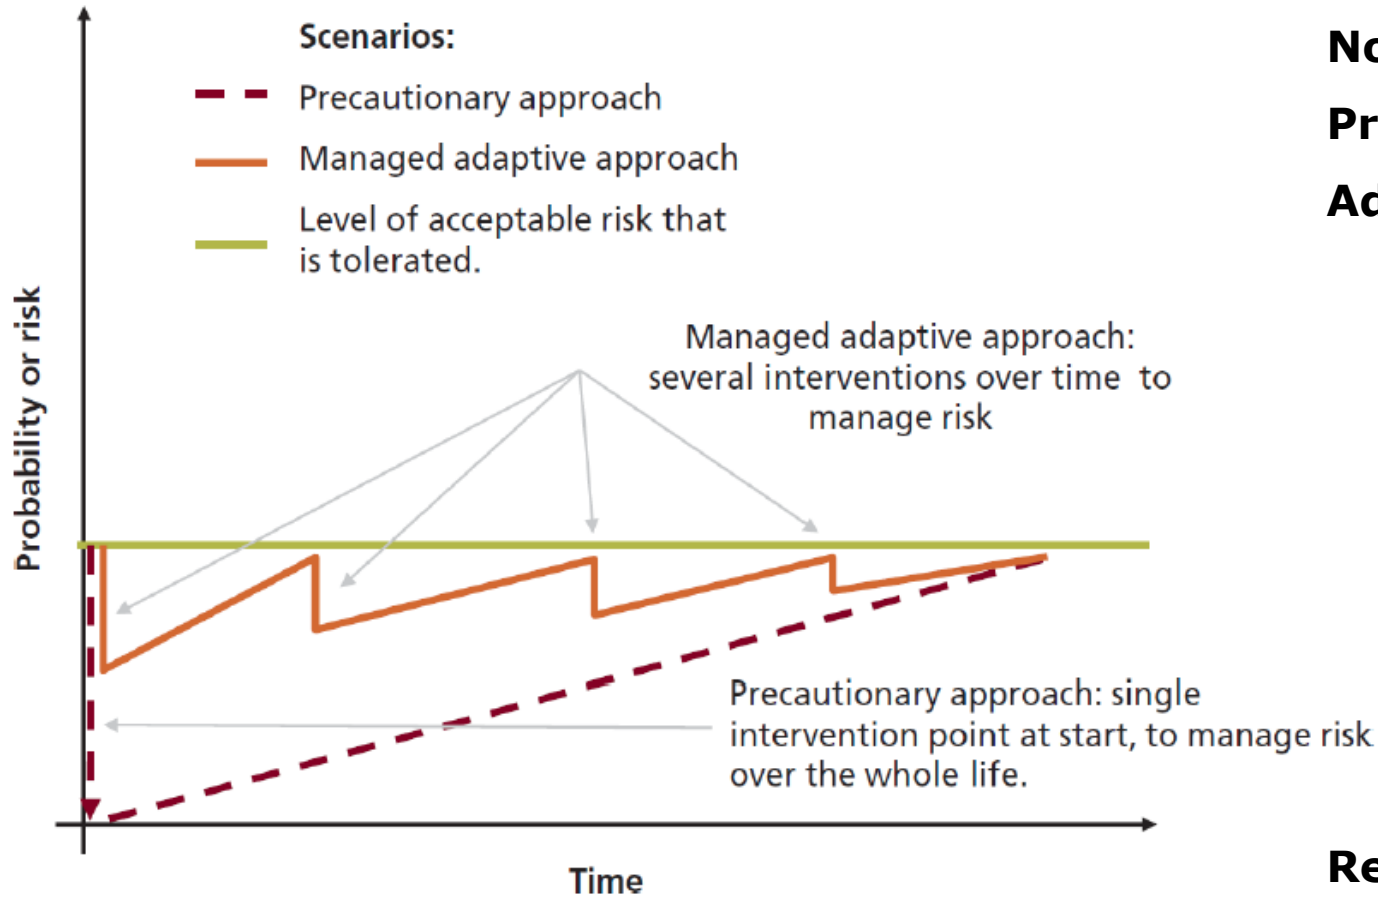 Scenarios:
Precautionary approach
Managed adaptive approach
Level of acceptable risk that
is tolerated.
Probability or risk
Managed adaptive approach:
several interventions over time to
manage risk
Precautionary approach: single
intervention point at start, to manage risk
over the whole life.
Time